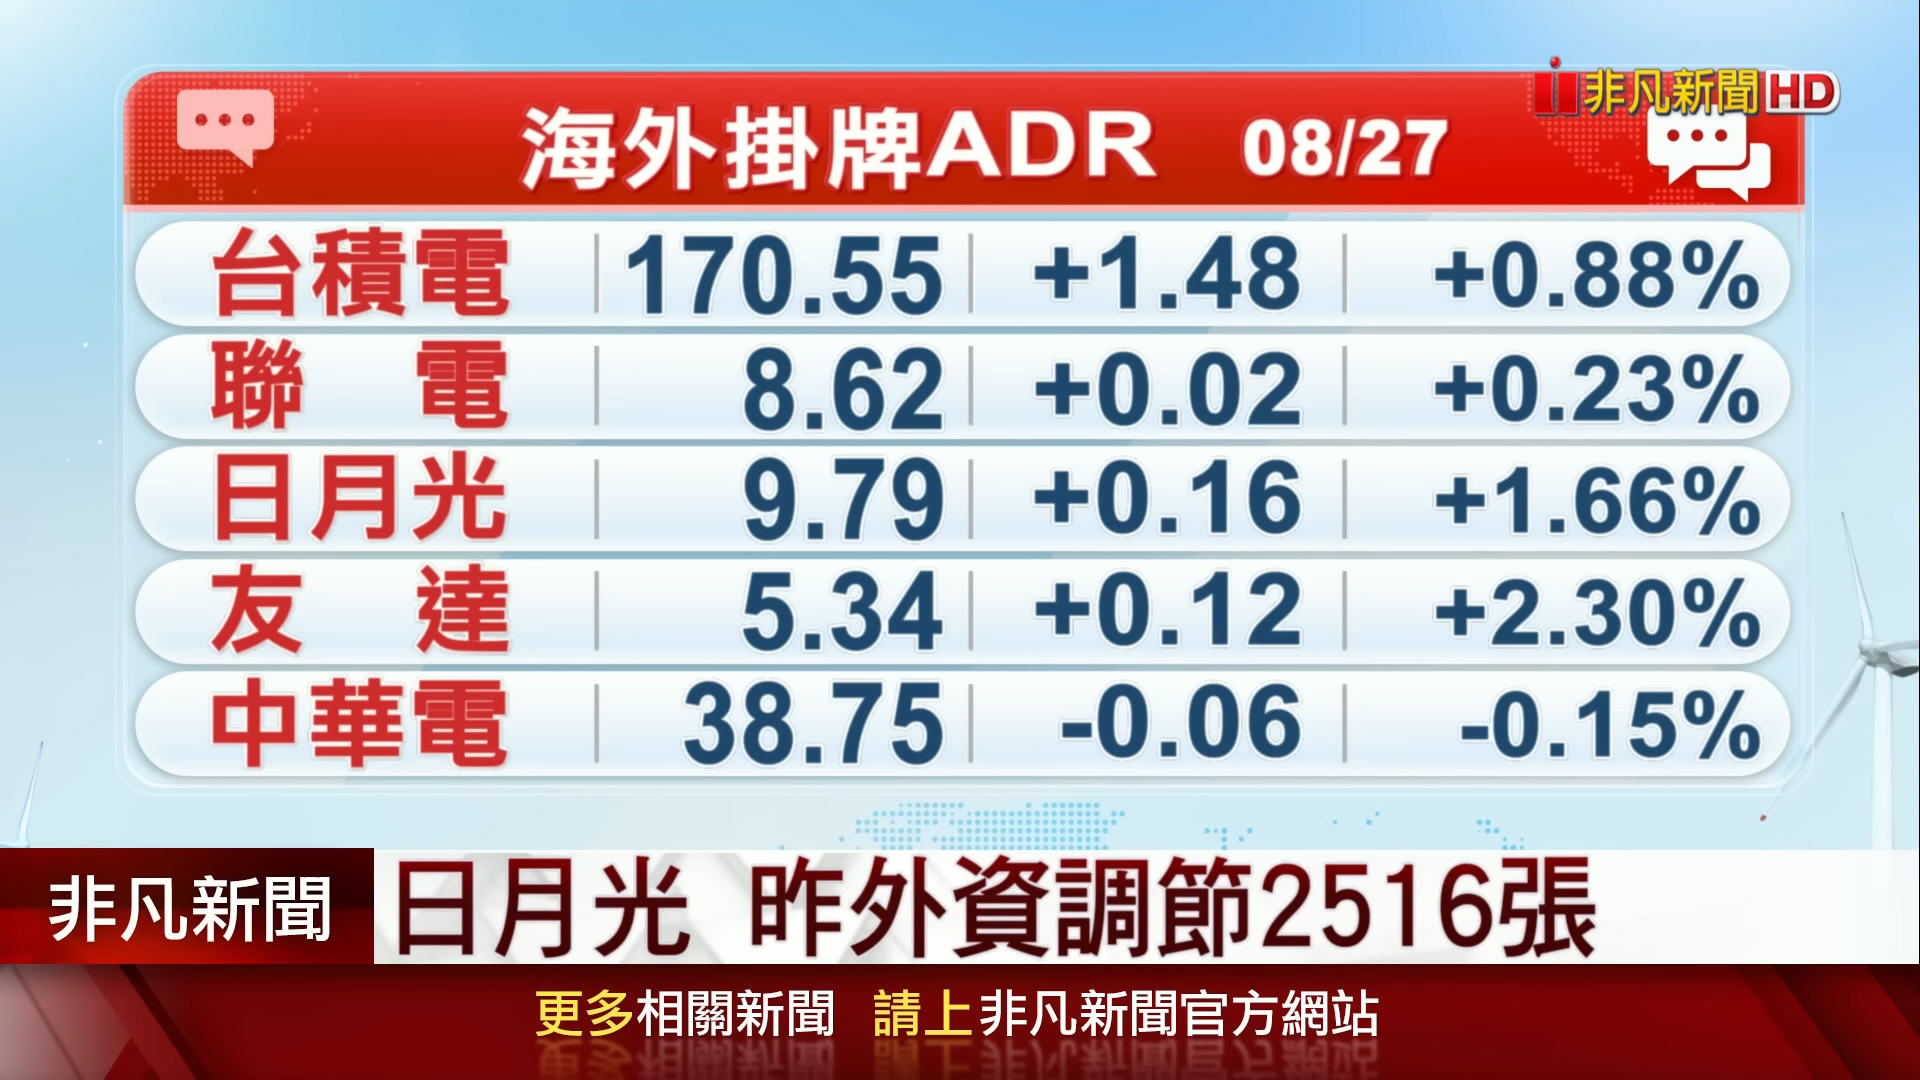 非凡新聞HD
海外掛牌ADR 08/27
台積電 170.55 +1.48 +0.88%
聯電 8.62 +0.02 +0.23%
日月光 9.79 +0.16 +1.66%
友達 5.34 +0.12 +2.30%
中華電 38.75 -0.06 -0.15%
非凡新聞 日月光 昨外資調節2516張
更多相關新聞 請上非凡新聞官方網站